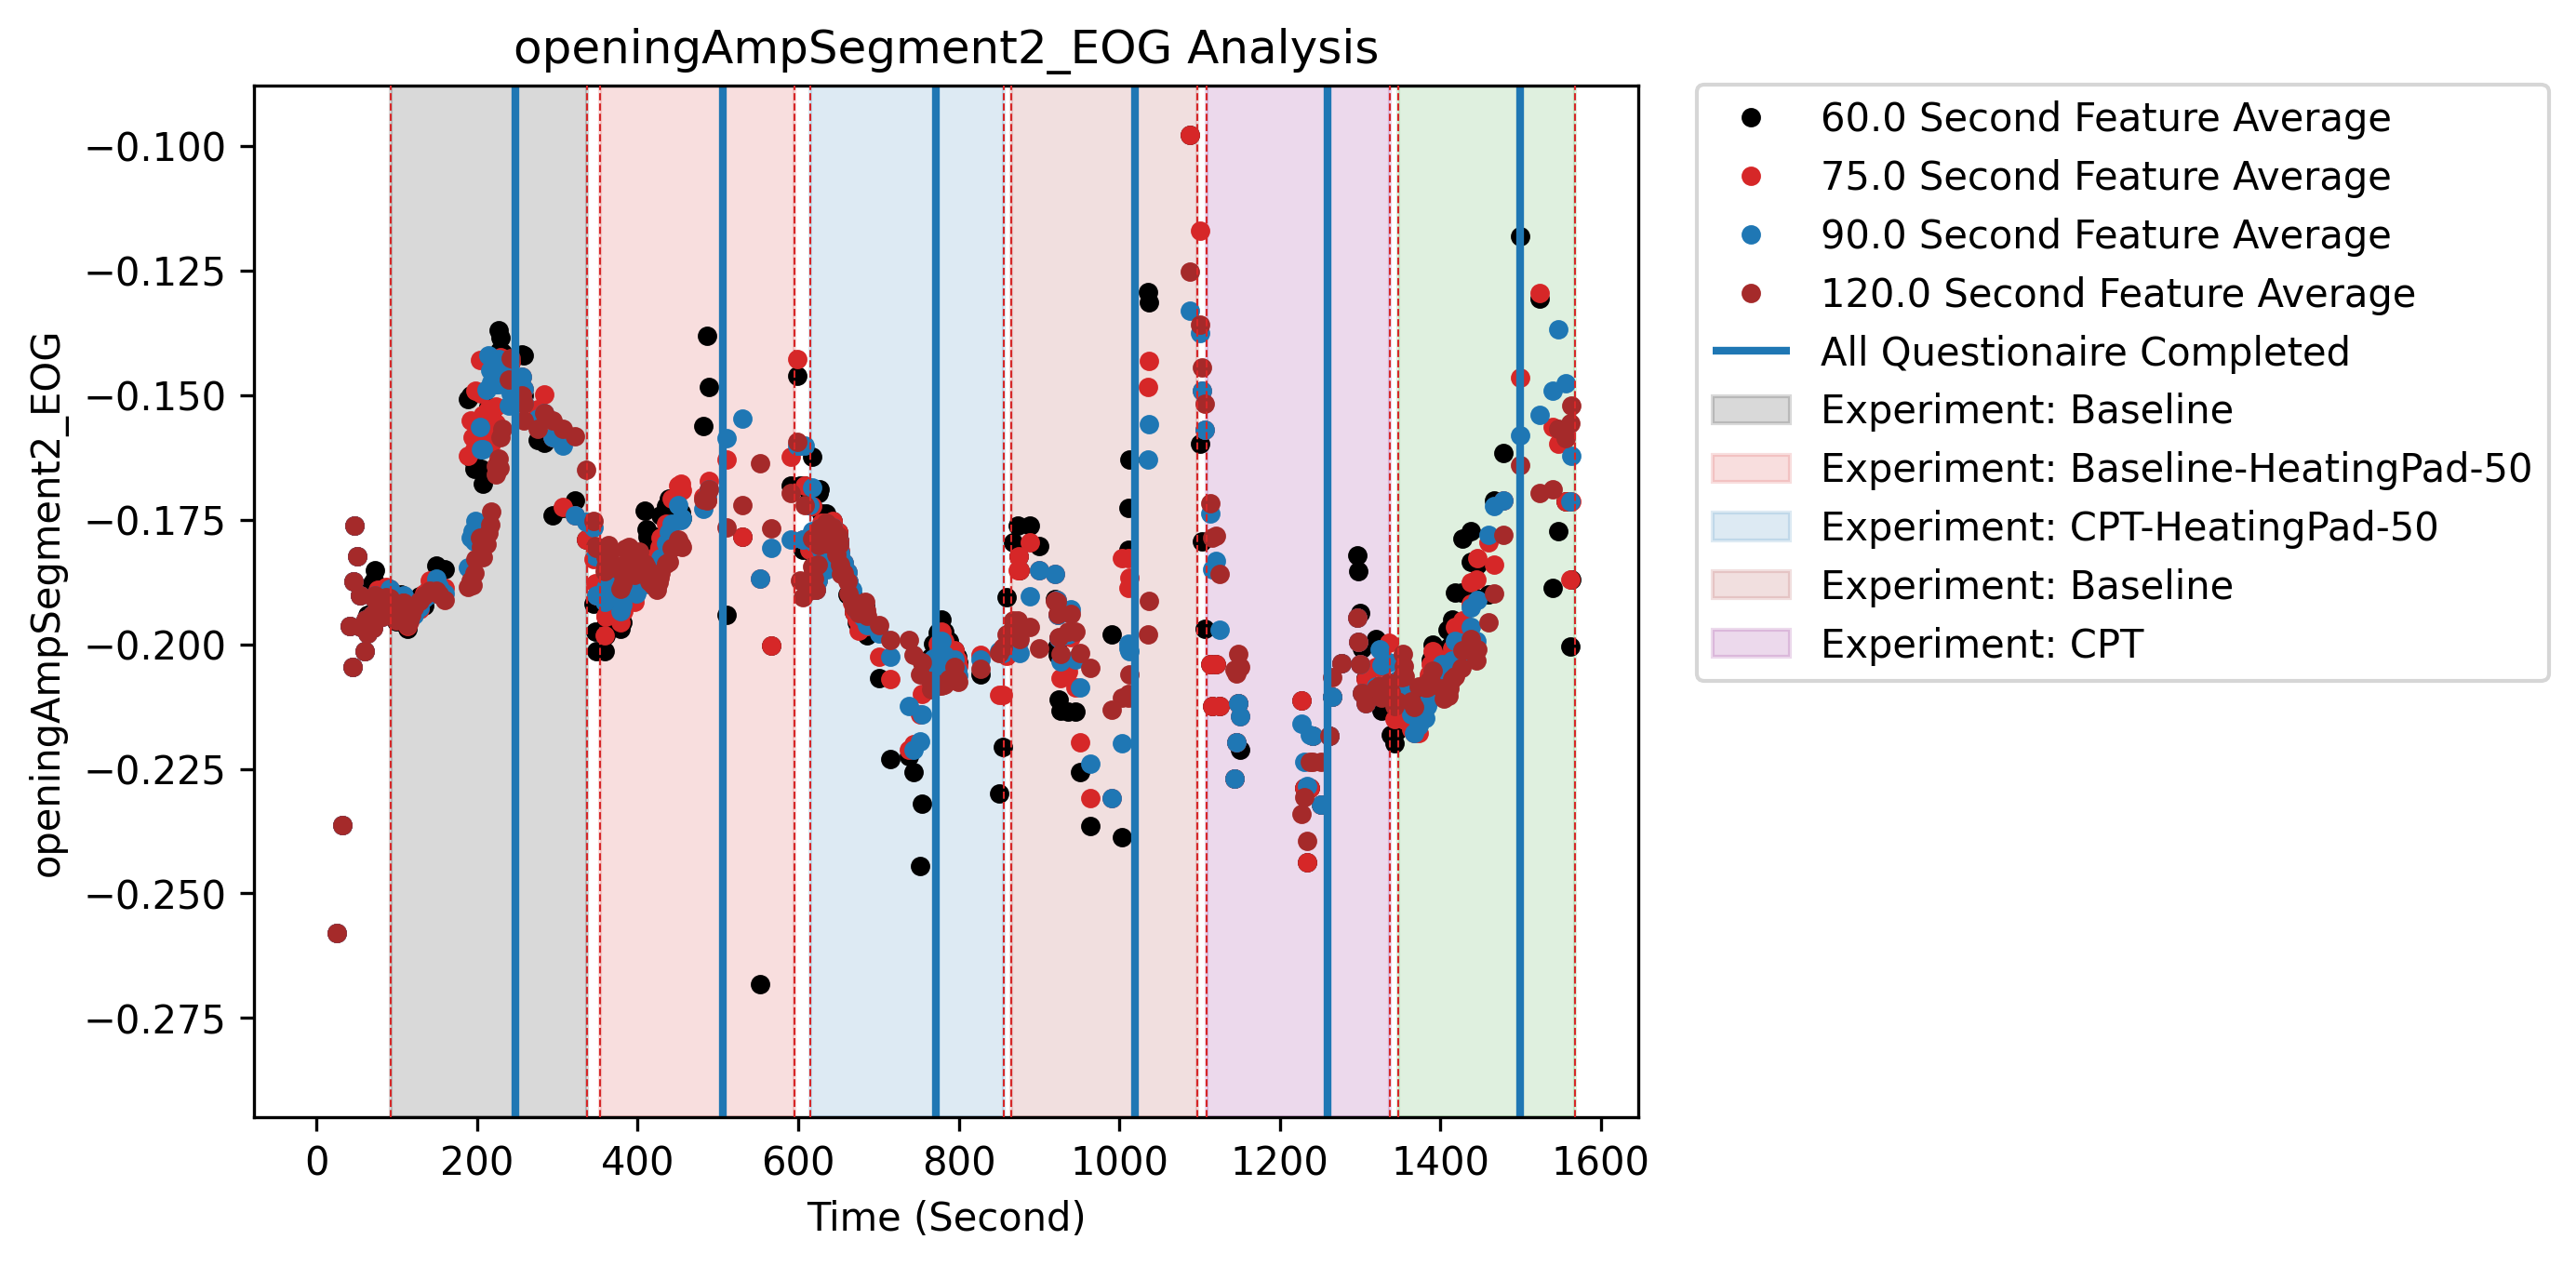 openingAmpSegment2_EOG Analysis
openingAmpSegment2_EOG
−0.100
−0.125
−0.150
−0.175
−0.200
−0.225
−0.250
−0.275
0 200 400 600 800 1000 1200 1400 1600
Time (Second)
60.0 Second Feature Average
75.0 Second Feature Average
90.0 Second Feature Average
120.0 Second Feature Average
All Questionaire Completed
Experiment: Baseline
Experiment: Baseline-HeatingPad-50
Experiment: CPT-HeatingPad-50
Experiment: Baseline
Experiment: CPT